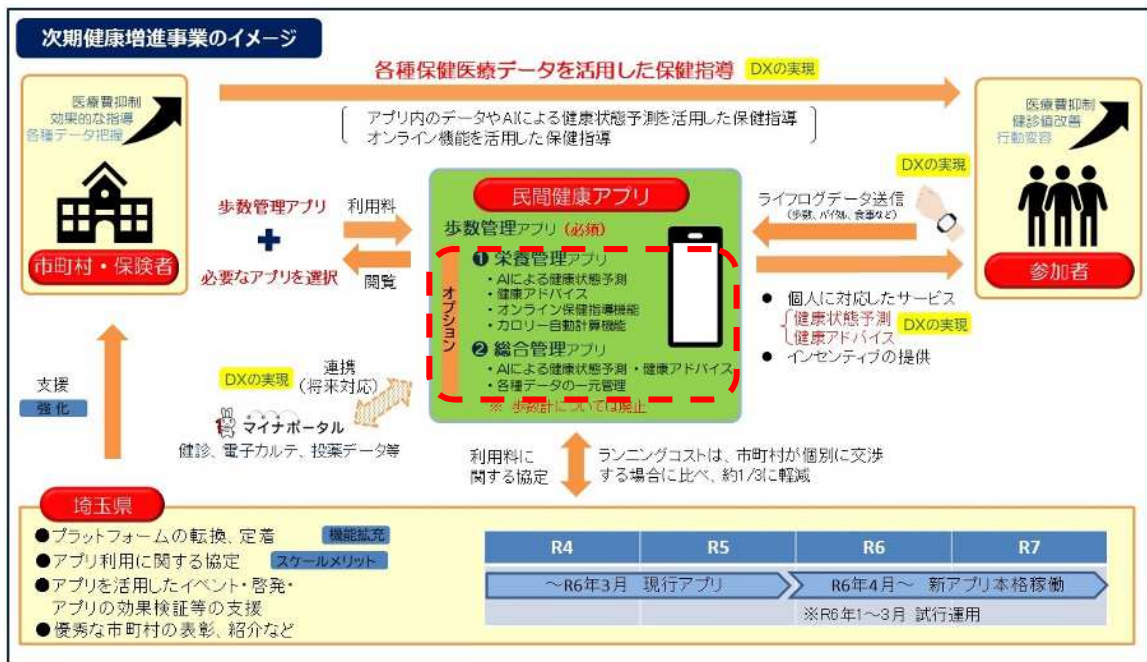 次期健康増進事業のイメージ
各種保健医療データを活用した保健指導 DXの実現
アプリ内のデータやAIによる健康状態予測を活用した保健指導
オンライン機能を活用した保健指導
医療費抑制
効果的な指導
各種データ把握
市町村・保険者
医療費抑制
健診値改善
行動変容
参加者
歩数管理アプリ
+
必要なアプリを選択
利用料
閲覧
民間健康アプリ
歩数管理アプリ(必須)
オプション
❶栄養管理アプリ
・AIによる健康状態予測
・健康アドバイス
・オンライン保健指導機能
・カロリー自動計算機能
❷総合管理アプリ
・AIによる健康状態予測・健康アドバイス
・各種データの一元管理
※ 歩数計については廃止
DXの実現
ライフログデータ送信
(歩数、バイタル、食事など)
● 個人に対応したサービス
健康状態予測
健康アドバイス
DXの実現
● インセンティブの提供
支援
強化
DXの実現
連携
(将来対応)
マイナポータル
健診、電子カルテ、投薬データ等
利用料に
関する協定
ランニングコストは、市町村が個別に交渉
する場合に比べ、約1/3に軽減
埼玉県
●プラットフォームの転換、定着 機能拡充
●アプリ利用に関する協定 スケールメリット
●アプリを活用したイベント・啓発・
アプリの効果検証等の支援
●優秀な市町村の表彰、紹介など
R4 R5 R6 R7
~R6年3月 現行アプリ
R6年4月~ 新アプリ本格稼働
※R6年1~3月 試行運用